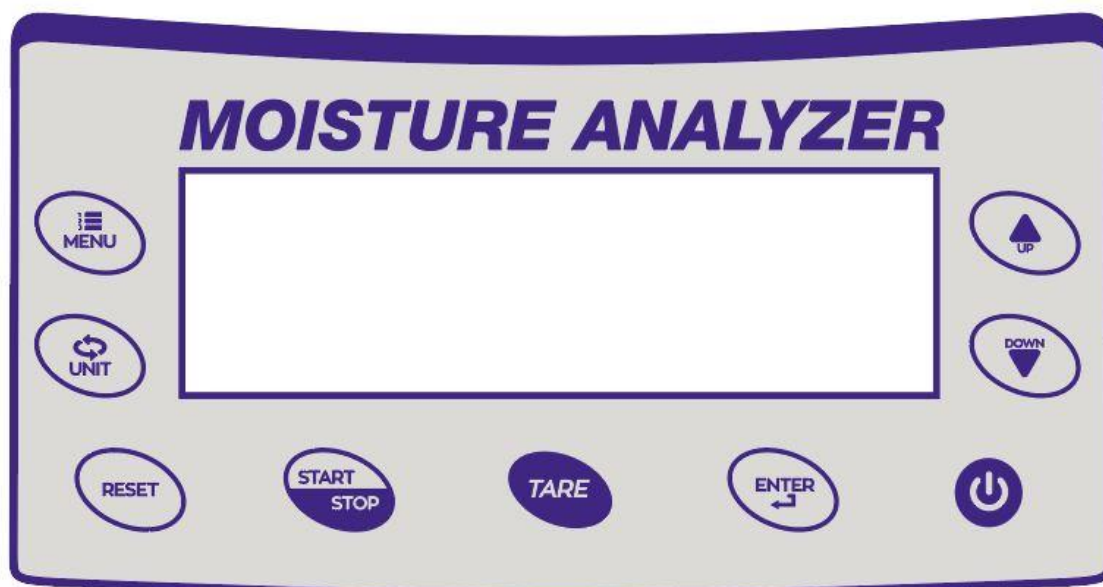 MOISTURE ANALYZER
MENU
UP
UNIT
DOWN
RESET
START
STOP
TARE
ENTER